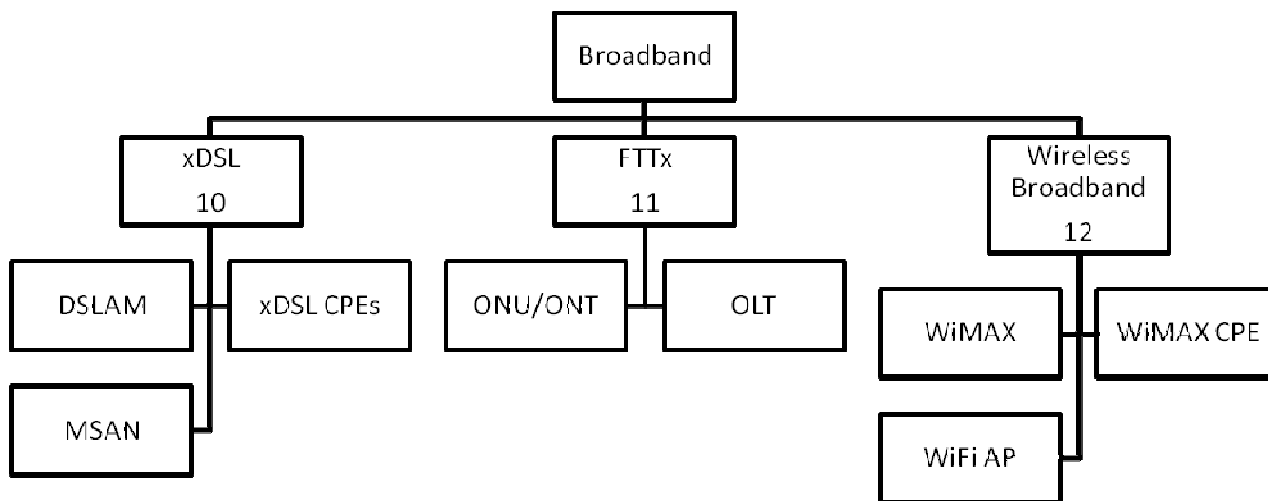 Broadband
xDSL
10
FTTx
11
Wireless
Broadband
12
DSLAM
xDSL CPEs
ONU/ONT
OLT
WiMAX
WiMAX CPE
MSAN
WiFi AP